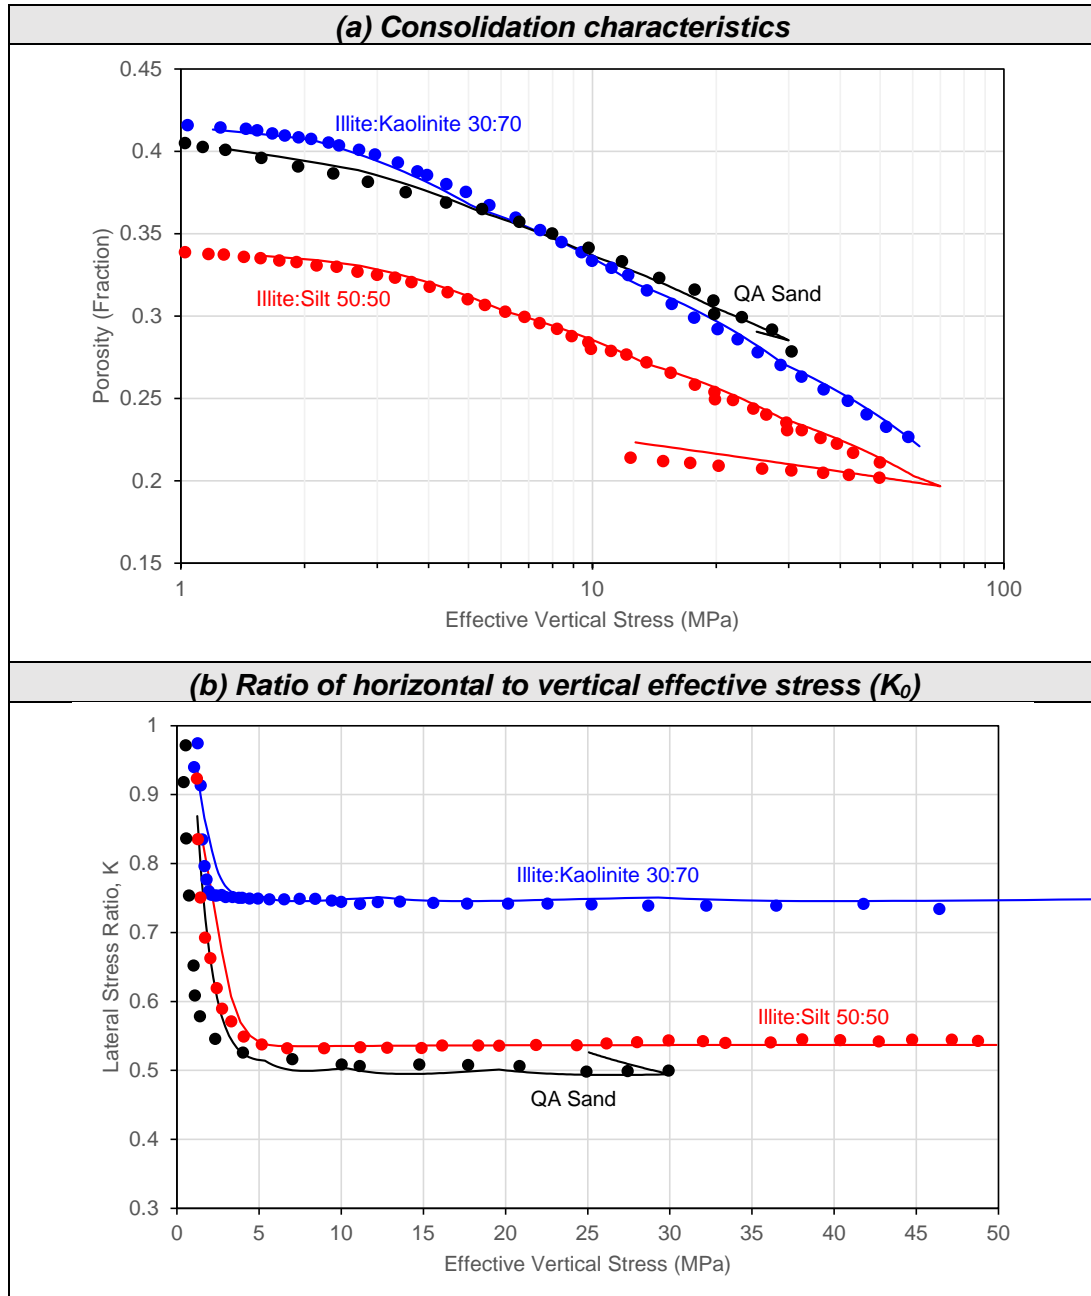 (a) Consolidation characteristics
0.45
Illite:Kaolinite 30:70
0.4
0.35
Illite:Silt 50:50
QA Sand
0.3
0.25
0.2
0.15
Porosity (Fraction)
1 10 100
Effective Vertical Stress (MPa)
(b) Ratio of horizontal to vertical effective stress (K0)
1
0.9
0.8
Illite:Kaolinite 30:70
0.7
0.6
Illite:Silt 50:50
0.5
QA Sand
0.4
0.3
Lateral Stress Ratio, K
0 5 10 15 20 25 30 35 40 45 50
Effective Vertical Stress (MPa)